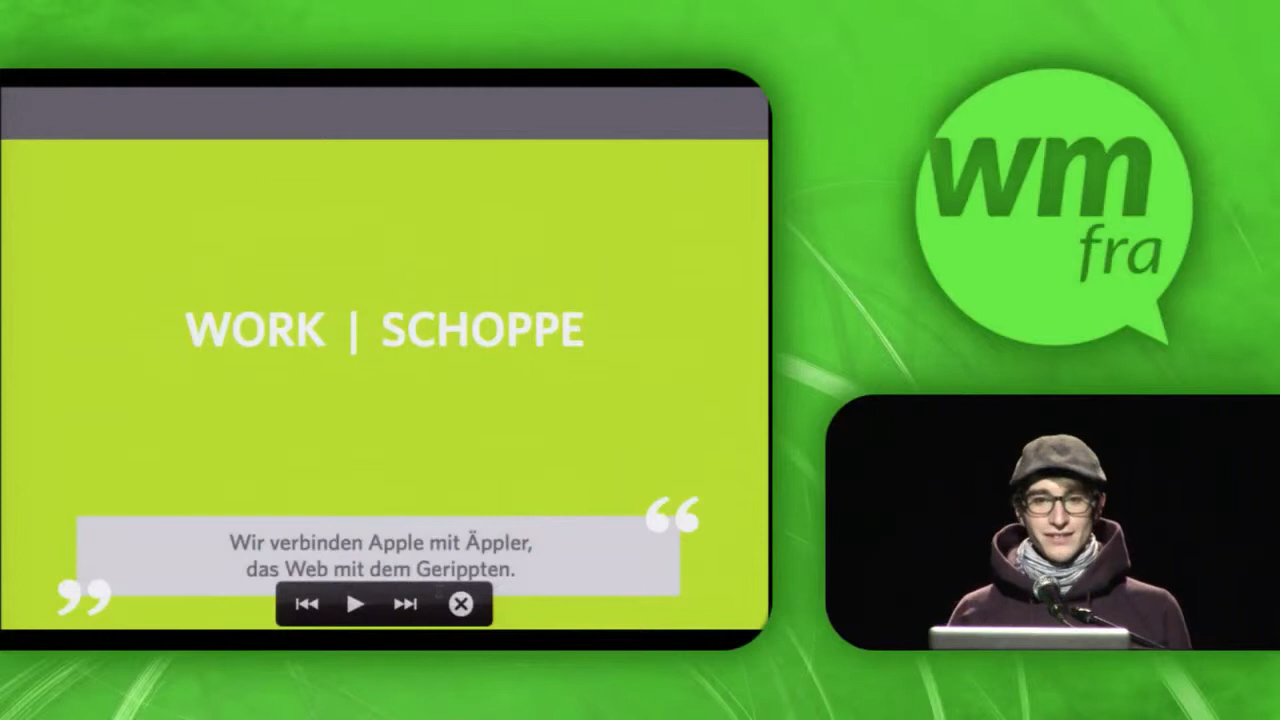 WORK | SCHOPPE
Wir verbinden Apple mit Äppler,
das Web mit dem Gerippten.
wm
fra